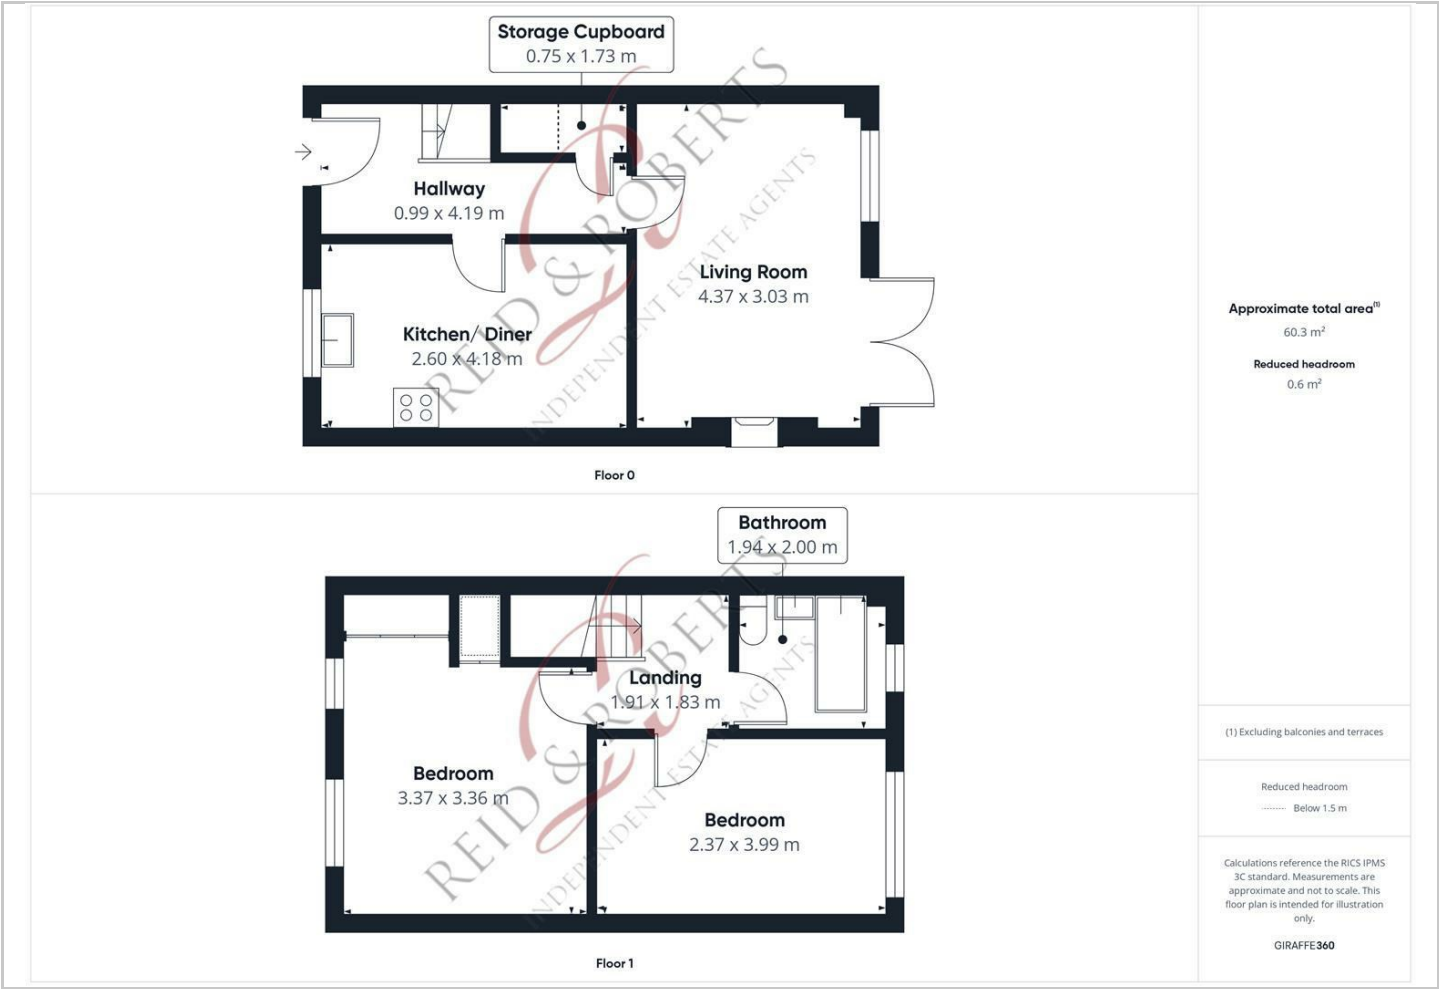 Storage Cupboard
0.75 x 1.73 m
Hallway
0.99 x 4.19 m
Living Room
4.37 x 3.03 m
Kitchen/ Diner
2.60 x 4.18 m
REID & ROBERTS
INDEPENDENT ESTATE AGENTS
Floor 0
Bathroom
1.94 x 2.00 m
Landing
1.91 x 1.83 m
Bedroom
3.37 x 3.36 m
Bedroom
2.37 x 3.99 m
REID & ROBERTS
INDEPENDENT ESTATE AGENTS
Floor 1
Approximate total area(1)
60.3 m²
Reduced headroom
0.6 m²
(1) Excluding balconies and terraces
Reduced headroom
Below 1.5 m
Calculations reference the RICS IPMS
3C standard. Measurements are
approximate and not to scale. This
floor plan is intended for illustration
only.
GIRAFFE360